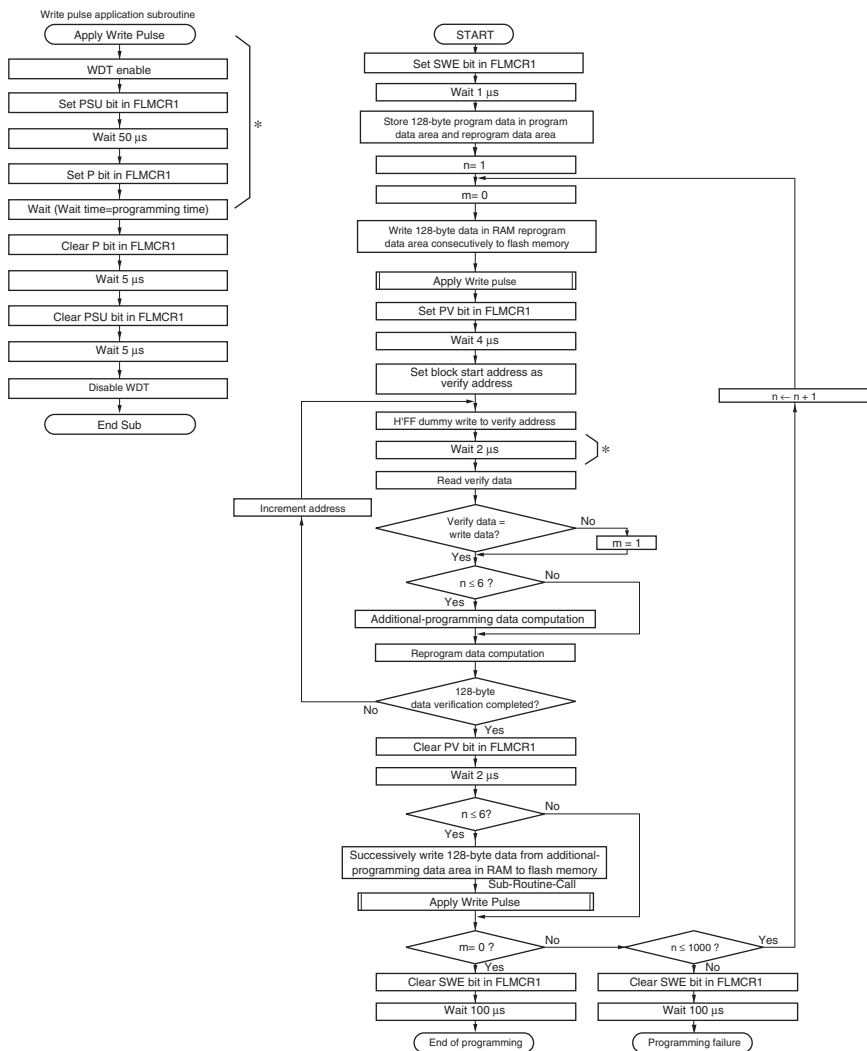 Write pulse application subroutine
Apply Write Pulse
WDT enable
Set PSU bit in FLMCR1
Wait 50 µs
*
Set P bit in FLMCR1
Wait (Wait time=programming time)
Clear P bit in FLMCR1
Wait 5 µs
Clear PSU bit in FLMCR1
Wait 5 µs
Disable WDT
End Sub
START
Set SWE bit in FLMCR1
Wait 1 µs
Store 128-byte program data in program
data area and reprogram data area
n= 1
m= 0
Write 128-byte data in RAM reprogram
data area consecutively to flash memory
Apply Write pulse
Set PV bit in FLMCR1
Wait 4 µs
Set block start address as
verify address
n ← n + 1
H'FF dummy write to verify address
Wait 2 µs
*
Read verify data
Increment address
Verify data =
write data?
No
m = 1
Yes
n ≤ 6 ?
No
Yes
Additional-programming data computation
Reprogram data computation
128-byte
data verification completed?
No
Yes
Clear PV bit in FLMCR1
Wait 2 µs
n ≤ 6?
No
Yes
Successively write 128-byte data from additional-
programming data area in RAM to flash memory
Sub-Routine-Call
Apply Write Pulse
m= 0 ?
No
n ≤ 1000 ?
Yes
Yes
No
Clear SWE bit in FLMCR1
Clear SWE bit in FLMCR1
Wait 100 µs
Wait 100 µs
End of programming
Programming failure